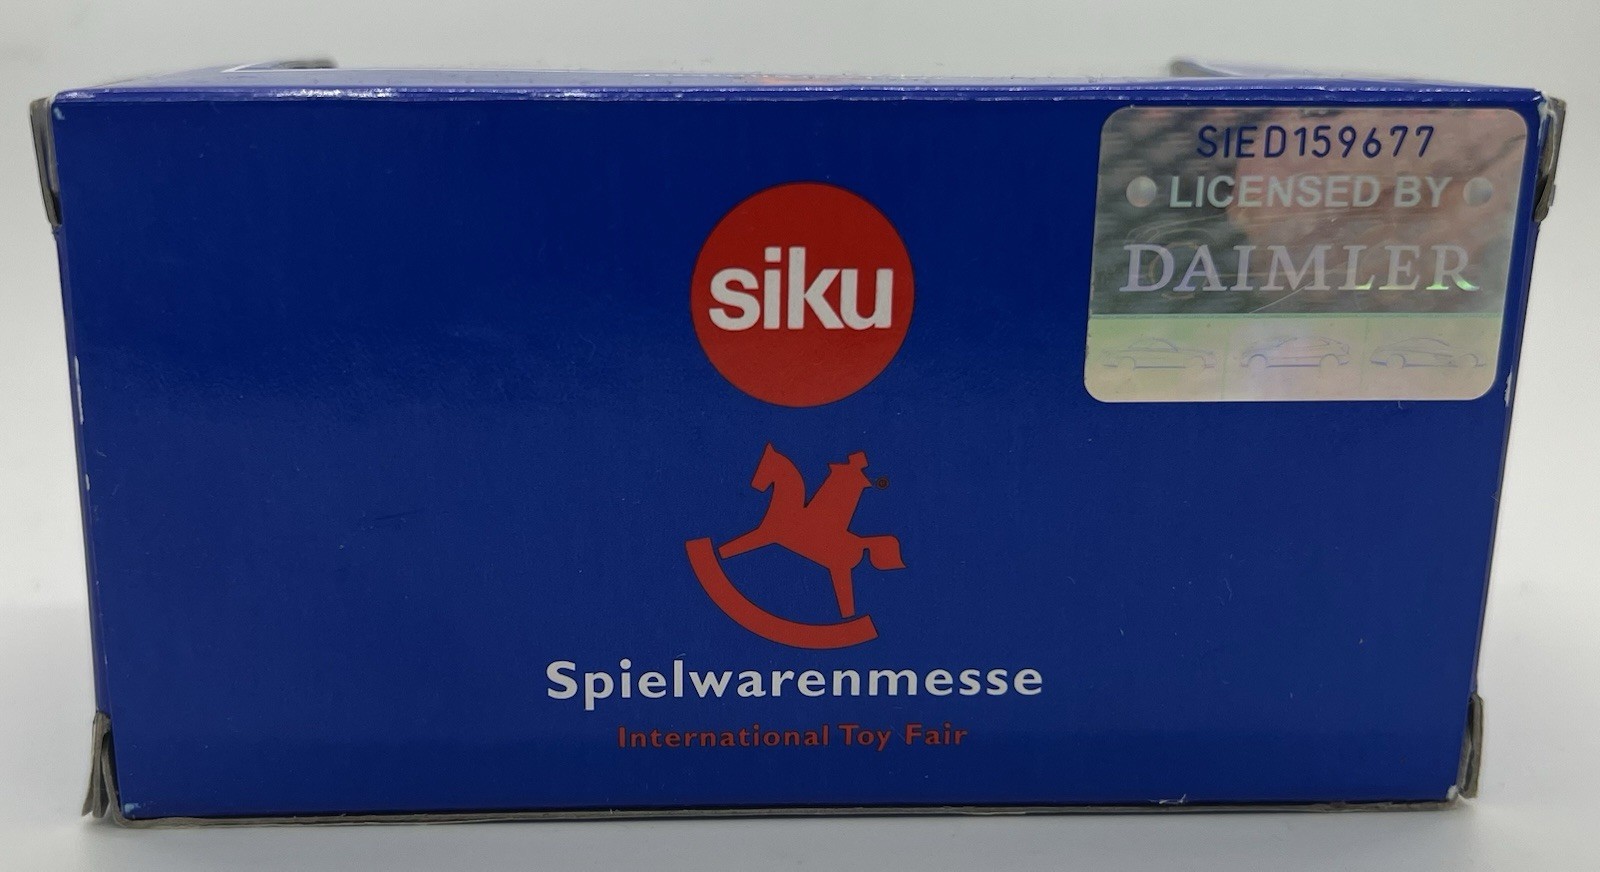 SIED159677
LICENSED BY
DAIMLER
siku
Spielwarenmesse
International Toy Fair